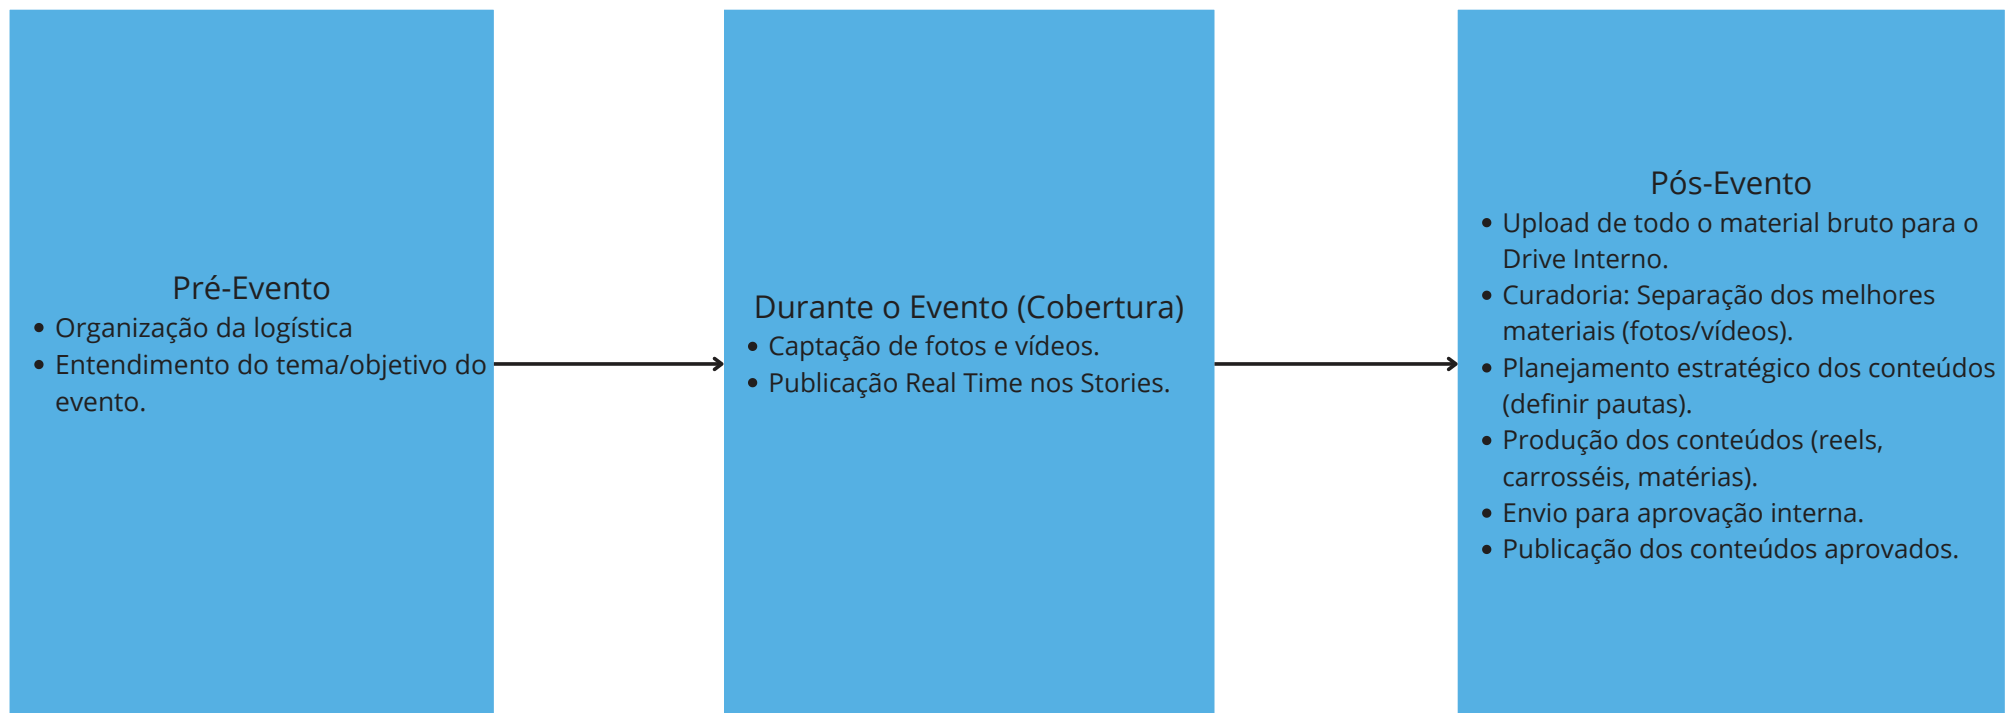 Pré-Evento
• Organização da logística
• Entendimento do tema/objetivo do
evento.
Durante o Evento (Cobertura)
• Captação de fotos e vídeos.
• Publicação Real Time nos Stories.
Pós-Evento
• Upload de todo o material bruto para o
Drive Interno.
• Curadoria: Separação dos melhores
materiais (fotos/vídeos).
• Planejamento estratégico dos conteúdos
(definir pautas).
• Produção dos conteúdos (reels,
carrosséis, matérias).
• Envio para aprovação interna.
• Publicação dos conteúdos aprovados.